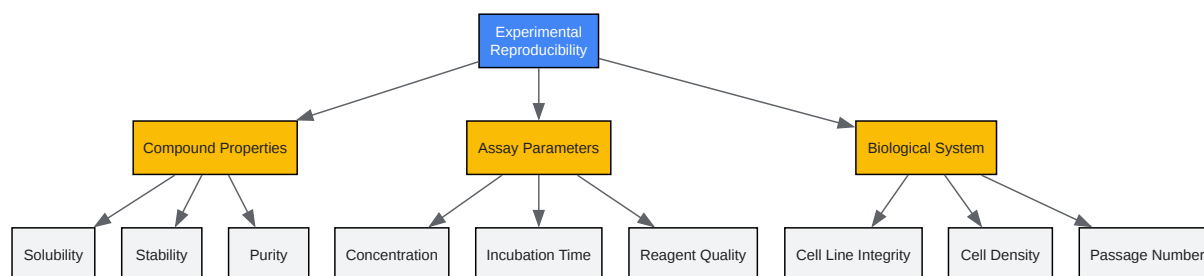 Experimental
Reproducibility
Compound Properties
Assay Parameters
Biological System
Solubility
Stability
Purity
Concentration
Incubation Time
Reagent Quality
Cell Line Integrity
Cell Density
Passage Number